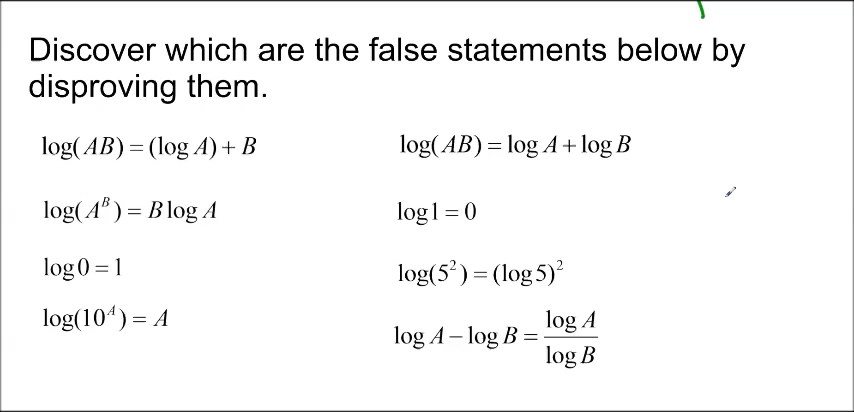 Discover which are the false statements below by
disproving them.
log(AB) = (log A) + B
log(AB) = log A + log B
log(A^B) = B log A
log 1 = 0
log 0 = 1
log(5^2) = (log 5)^2
log(10^A) = A
log A − log B = \frac{log A}{log B}